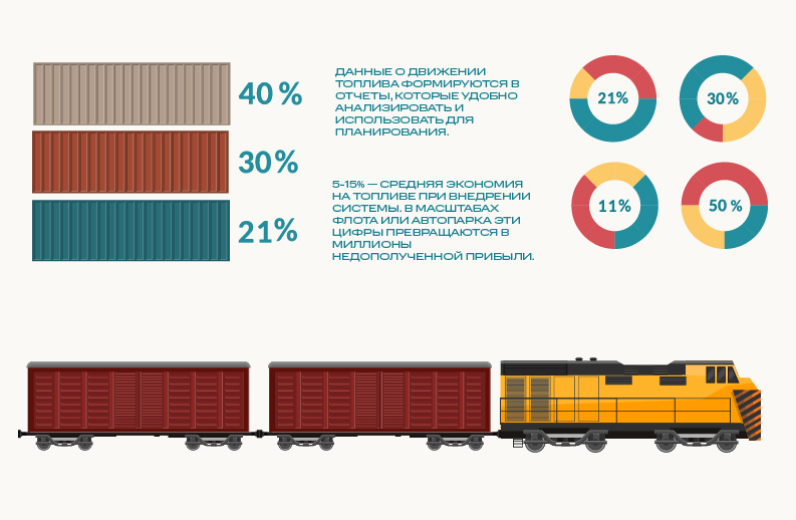 40 %
30%
21%
ДАННЫЕ О ДВИЖЕНИИ
ТОПЛИВА ФОРМИРУЮТСЯ В
ОТЧЕТЫ, КОТОРЫЕ УДОБНО
АНАЛИЗИРОВАТЬ И
ИСПОЛЬЗОВАТЬ ДЛЯ
ПЛАНИРОВАНИЯ.
5-15% — СРЕДНЯЯ ЭКОНОМИЯ
НА ТОПЛИВЕ ПРИ ВНЕДРЕНИИ
СИСТЕМЫ. В МАСШТАБАХ
ФЛОТА ИЛИ АВТОПАРКА ЭТИ
ЦИФРЫ ПРЕВРАЩАЮТСЯ В
МИЛЛИОНЫ
НЕДОПОЛУЧЕННОЙ ПРИБЫЛИ.
21%
30%
11%
50 %